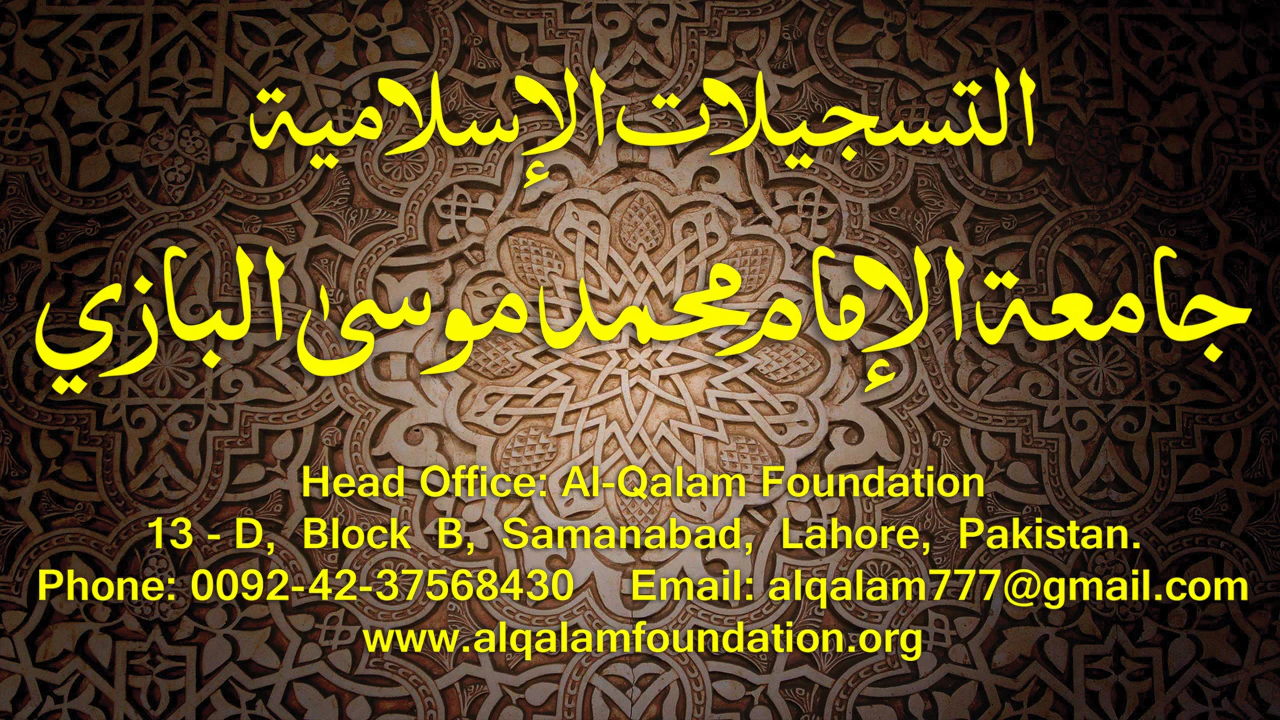 التسجيلات الإسلامية
جامعة الإمام محمد موسى البازي
Head Office: Al-Qalam Foundation
13 - D, Block B, Samanabad, Lahore, Pakistan.
Phone: 0092-42-37568430 Email: alqalam777@gmail.com
www.alqalamfoundation.org